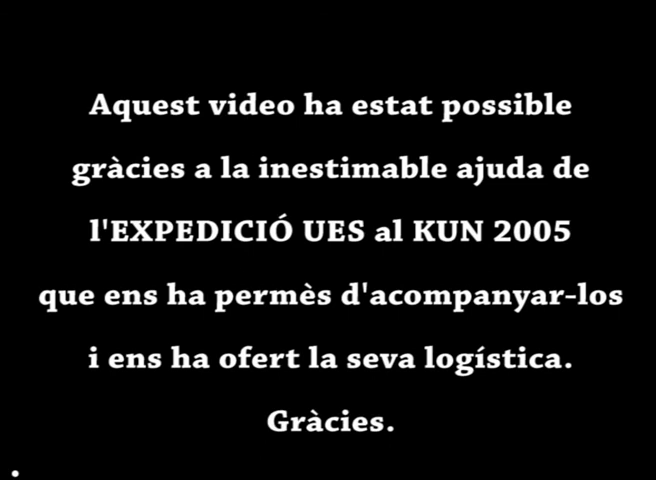 Aquest video ha estat possible
gràcies a la inestimable ajuda de
l'EXPEDICIÓ UES al KUN 2005
que ens ha permès d'acompanyar-los
i ens ha ofert la seva logística.
Gràcies.
.